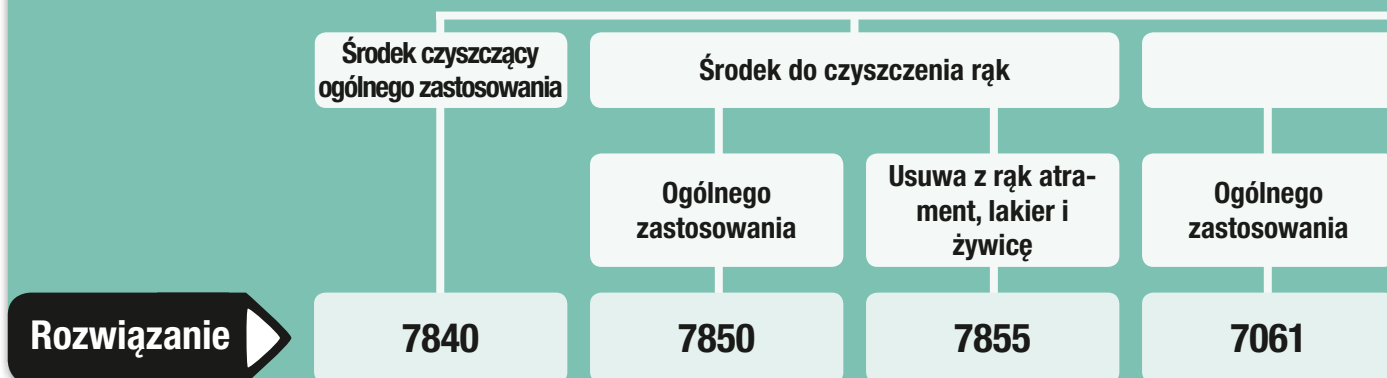 Środek czyszczący
ogólnego zastosowania
Środek do czyszczenia rąk
Ogólnego
zastosowania
Usuwa z rąk atra-
ment, lakier i
żywicę
Ogólnego
zastosowania
Rozwiązanie
7840
7850
7855
7061